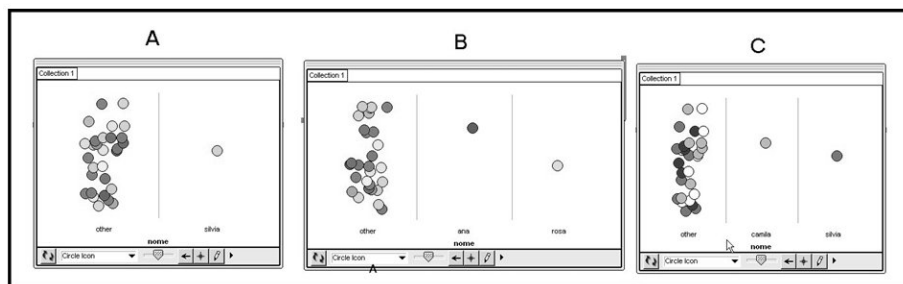 A
Collection 1
other silvia
nome
Circle Icon
B
Collection 1
other ana rosa
nome
Circle Icon
C
Collection 1
other camila silvia
nome
Circle Icon